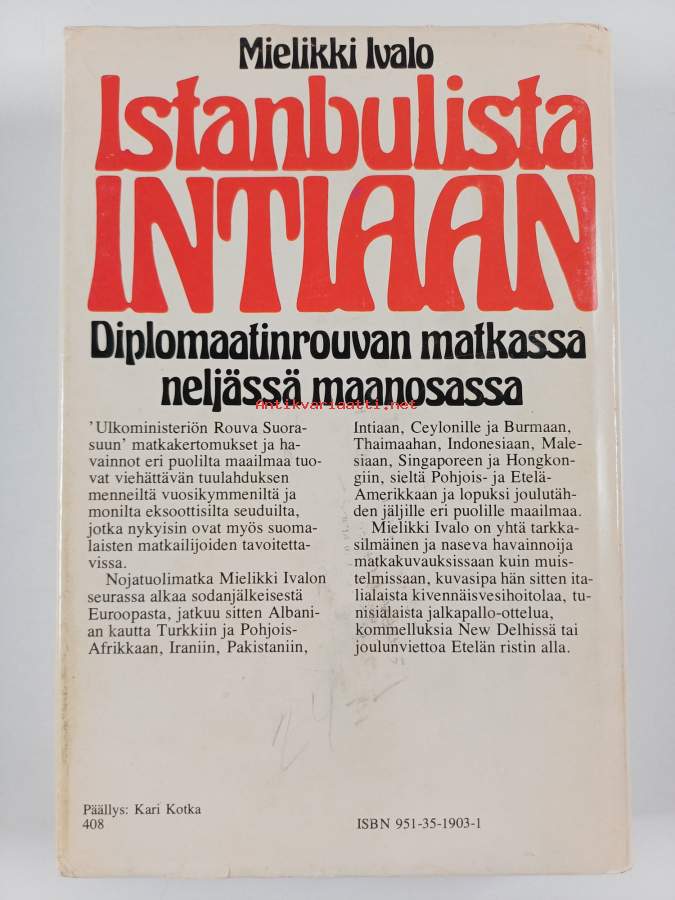 Mielikki Ivalo
Istanbulista
INTIAAN
Diplomaatinrouvan matkassa
neljässä maanosassa
Antikvariaatti.net
'Ulkoministeriön Rouva Suora-
suun' matkakertomukset ja ha-
vainnot eri puolilta maailmaa tuo-
vat viehättävän tuulahduksen
menneiltä vuosikymmeniltä ja
monilta eksoottisilta seuduilta,
jotka nykyisin ovat myös suoma-
laisten matkailijoiden tavoitetta-
vissa.
Nojatuolimatka Mielikki Ivalon
seurassa alkaa sodanjälkeisestä
Euroopasta, jatkuu sitten Albani-
an kautta Turkkiin ja Pohjois-
Afrikkaan, Iraniin, Pakistaniin,
Intiaan, Ceylonille ja Burmaan,
Thaimaahan, Indonesiaan, Male-
siaan, Singaporeen ja Hongkon-
giin, sieltä Pohjois- ja Etelä-
Amerikkaan ja lopuksi joulutäh-
den jäljille eri puolille maailmaa.
Mielikki Ivalo on yhtä tarkka-
silmäinen ja naseva havainnoija
matkakuvauksissaan kuin muis-
telmissaan, kuvasipa hän sitten ita-
lialaista kivennäisvesihoitolaa, tu-
nisialaista jalkapallo-ottelua,
kommelluksia New Delhissä tai
joulunviettoa Etelän ristin alla.
Päällys: Kari Kotka
408
ISBN 951-35-1903-1